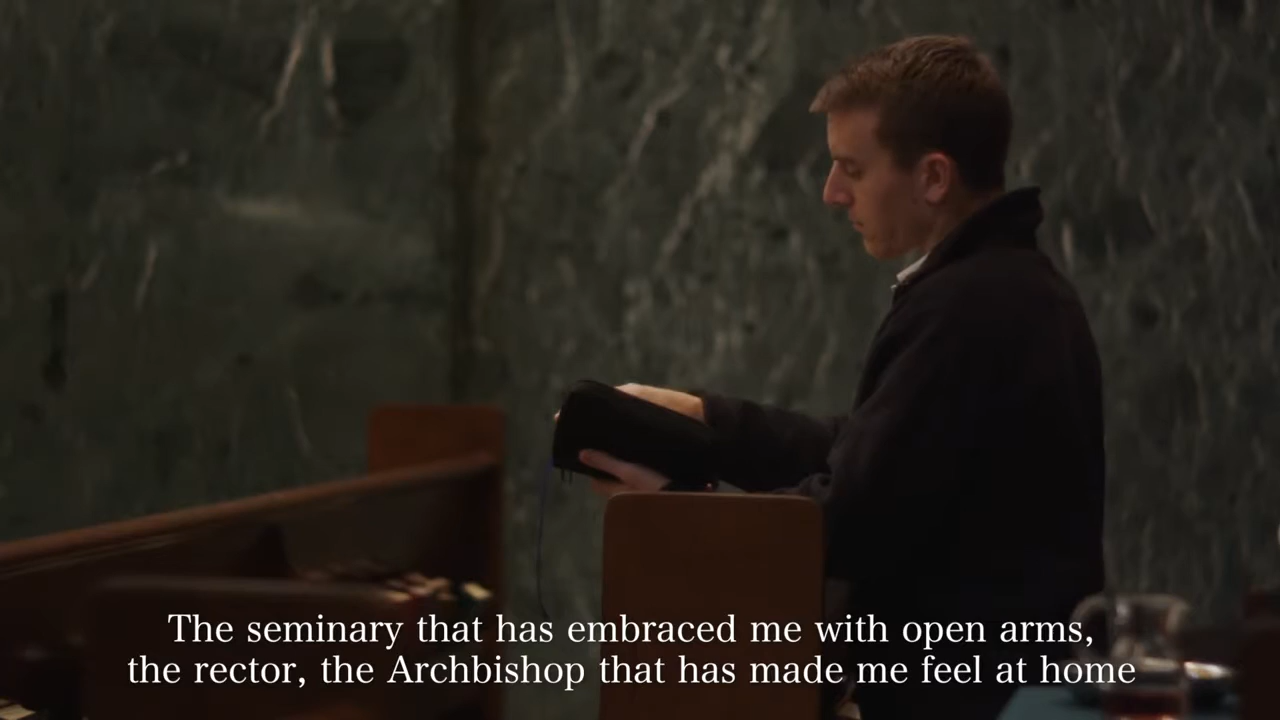 The seminary that has embraced me with open arms,
the rector, the Archbishop that has made me feel at home